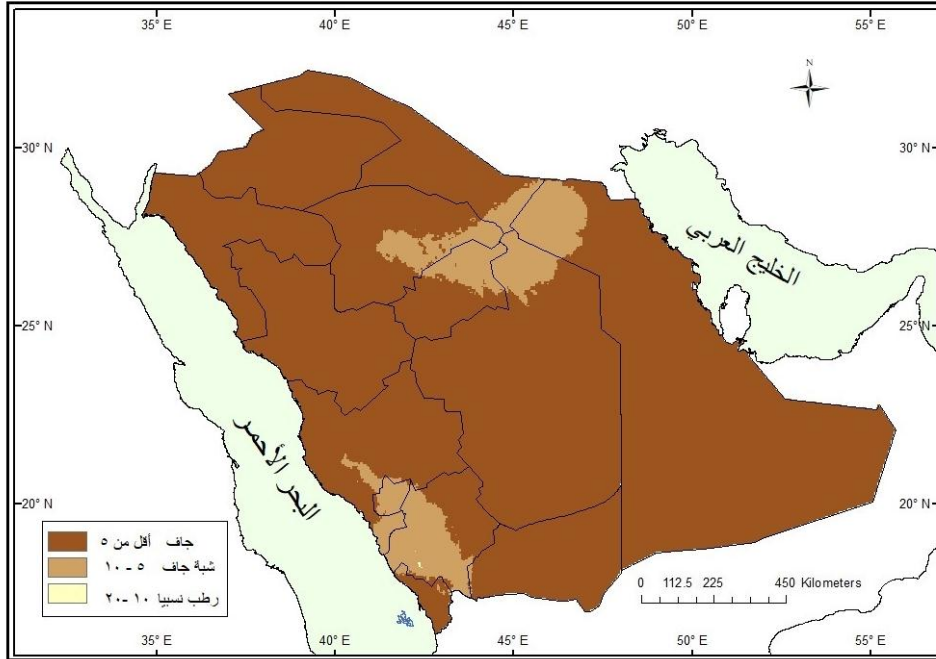 35° E 40° E 45° E 50° E 55° E
N
30° N 30° N
الخليج العربي
25° N 25° N
البحر الأحمر
20° N 20° N
جاف أقل من ٥
شبة جاف ٥ - ١٠
رطب نسبيا ١٠ - ٢٠
0 112.5 225 450 Kilometers
35° E 40° E 45° E 50° E 55° E